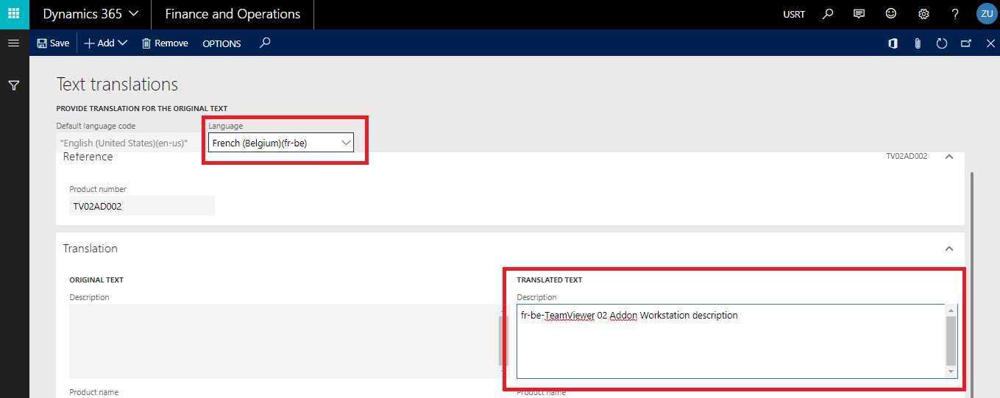 Dynamics 365 Finance and Operations USRT ? ZU
Save Add Remove OPTIONS
Text translations
PROVIDE TRANSLATION FOR THE ORIGINAL TEXT
Default language code Language
"English (United States)(en-us)" French (Belgium)(fr-be)
Reference TV02AD002
Product number
TV02AD002
Translation
ORIGINAL TEXT TRANSLATED TEXT
Description Description
fr-be-TeamViewer 02 Addon Workstation description
Product name Product name